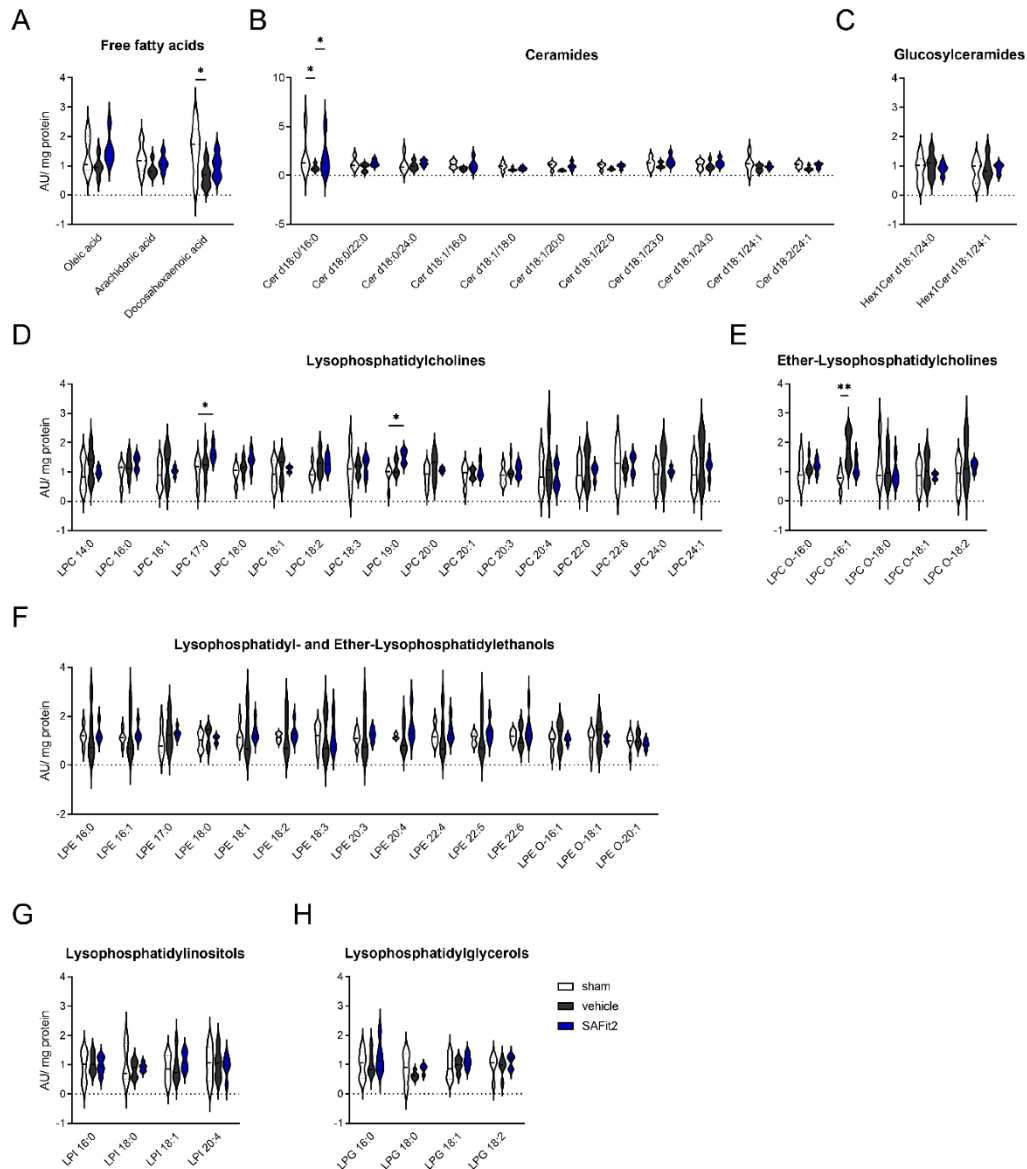 A
Free fatty acids
*
AU/ mg protein
4
3
2
1
0
-1
Oleic acid
Arachidonic acid
Docosahexaenoic acid
B
Ceramides
*
*
10
5
0
-5
Cer d18:0/16:0
Cer d18:0/22:0
Cer d18:0/24:0
Cer d18:1/16:0
Cer d18:1/18:0
Cer d18:1/20:0
Cer d18:1/22:0
Cer d18:1/23:0
Cer d18:1/24:0
Cer d18:1/24:1
Cer d18:2/24:1
C
Glucosylceramides
4
3
2
1
0
-1
Hex1Cer d18:1/24:0
Hex1Cer d18:1/24:1
D
Lysophosphatidylcholines
*
*
AU/ mg protein
4
3
2
1
0
-1
LPC 14:0
LPC 16:0
LPC 16:1
LPC 17:0
LPC 18:0
LPC 18:1
LPC 18:2
LPC 18:3
LPC 19:0
LPC 20:0
LPC 20:1
LPC 20:3
LPC 20:4
LPC 22:0
LPC 22:6
LPC 24:0
LPC 24:1
E
Ether-Lysophosphatidylcholines
**
4
3
2
1
0
-1
LPC O-16:0
LPC O-16:1
LPC O-18:0
LPC O-18:1
LPC O-18:2
F
Lysophosphatidyl- and Ether-Lysophosphatidylethanols
AU/ mg protein
4
2
0
-2
LPE 16:0
LPE 16:1
LPE 17:0
LPE 18:0
LPE 18:1
LPE 18:2
LPE 18:3
LPE 20:3
LPE 20:4
LPE 22:4
LPE 22:5
LPE 22:6
LPE O-16:1
LPE O-18:1
LPE O-20:1
G
Lysophosphatidylinositols
AU/ mg protein
4
3
2
1
0
-1
LPI 16:0
LPI 18:0
LPI 18:1
LPI 20:4
H
Lysophosphatidylglycerols
4
3
2
1
0
-1
LPG 16:0
LPG 18:0
LPG 18:1
LPG 18:2
sham
vehicle
SAFit2